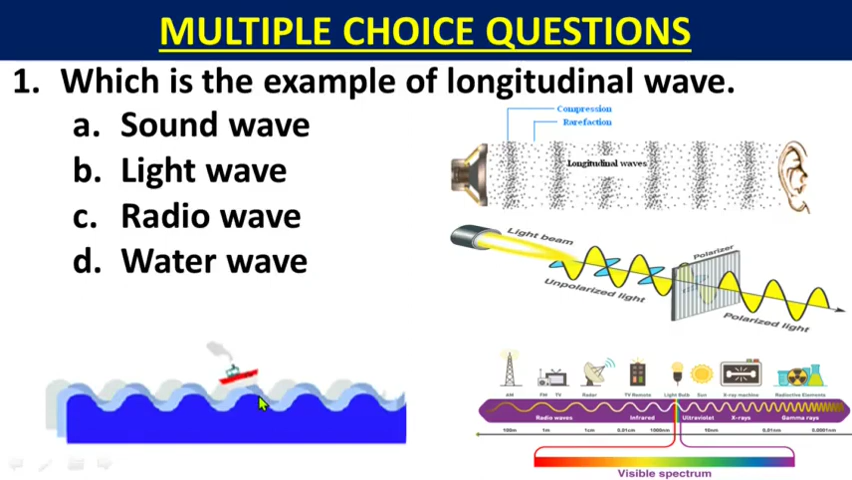 MULTIPLE CHOICE QUESTIONS
1. Which is the example of longitudinal wave.
a. Sound wave
b. Light wave
c. Radio wave
d. Water wave
Compression
Rarefaction
Longitudinal waves
Light beam
Polarizer
Unpolarized light
Polarized light
AM FM TV Radar TV Remote Light Bulb Sun X-ray machine Radioactive Elements
Radio waves Infrared Ultraviolet X-rays Gamma rays
100m 1m 1cm 0.01cm 1000nm 10nm 0.01nm 0.0001nm
Visible spectrum